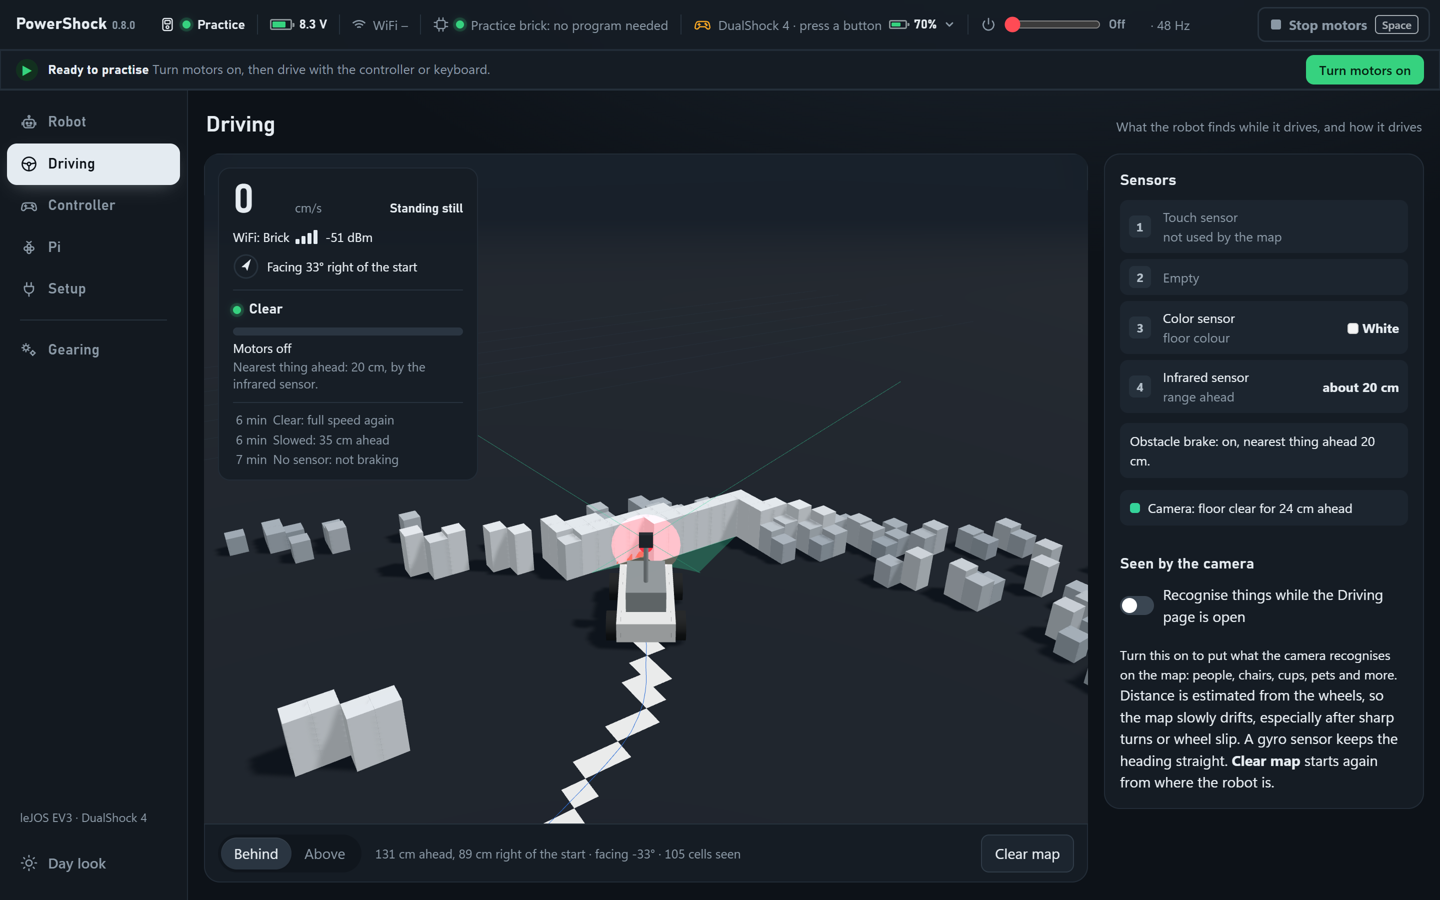 PowerShock 0.8.0
Practice
8.3 V
WiFi –
Practice brick: no program needed
DualShock 4 · press a button
70%
Off
· 48 Hz
Stop motors
Space
Ready to practise Turn motors on, then drive with the controller or keyboard.
Turn motors on
Robot
Driving
Controller
Pi
Setup
Gearing
leJOS EV3 · DualShock 4
Day look
Driving
What the robot finds while it drives, and how it drives
0 cm/s
Standing still
WiFi: Brick -51 dBm
Facing 33° right of the start
Clear
Motors off
Nearest thing ahead: 20 cm, by the
infrared sensor.
6 min Clear: full speed again
6 min Slowed: 35 cm ahead
7 min No sensor: not braking
Behind
Above
131 cm ahead, 89 cm right of the start · facing -33° · 105 cells seen
Clear map
Sensors
1
Touch sensor
not used by the map
2
Empty
3
Color sensor
floor colour
White
4
Infrared sensor
range ahead
about 20 cm
Obstacle brake: on, nearest thing ahead 20
cm.
Camera: floor clear for 24 cm ahead
Seen by the camera
Recognise things while the Driving
page is open
Turn this on to put what the camera recognises
on the map: people, chairs, cups, pets and more.
Distance is estimated from the wheels, so
the map slowly drifts, especially after sharp
turns or wheel slip. A gyro sensor keeps the
heading straight. Clear map starts again
from where the robot is.